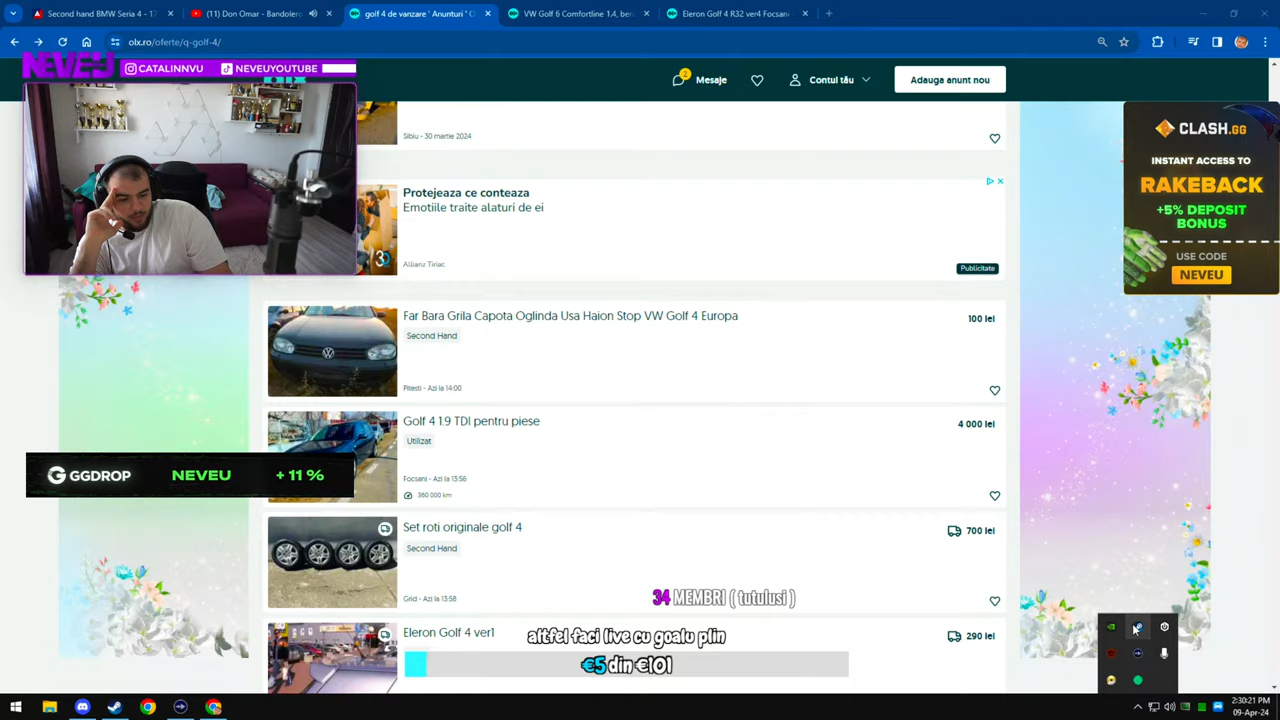 Second hand BMW Seria 4 - 17
(11) Don Omar - Bandolero
golf 4 de vanzare ' Anunturi ' O
VW Golf 6 Comfortline 1.4, ben
Eleron Golf 4 R32 ver4 Focsani
olx.ro/oferte/q-golf-4/
NEVEU
CATALINNVU
NEVEUYOUTUBE
2
Mesaje
Contul tău
Adauga anunt nou
Sibiu - 30 martie 2024
Protejeaza ce conteaza
Emotiile traite alaturi de ei
Allianz Tiriac
Publicitate
CLASH.GG
INSTANT ACCESS TO
RAKEBACK
+5% DEPOSIT
BONUS
USE CODE
NEVEU
Far Bara Grila Capota Oglinda Usa Haion Stop VW Golf 4 Europa
100 lei
Second Hand
Pitesti - Azi la 14:00
Golf 4 1.9 TDI pentru piese
4 000 lei
Utilizat
Focsani - Azi la 13:56
360 000 km
GGDROP
NEVEU
+ 11 %
Set roti originale golf 4
700 lei
Second Hand
Grid - Azi la 13:58
34 MEMBRI ( tutulusi )
Eleron Golf 4 ver1
290 lei
altfel faci live cu goalu plin
€5 din €101
2:30:21 PM
09-Apr-24